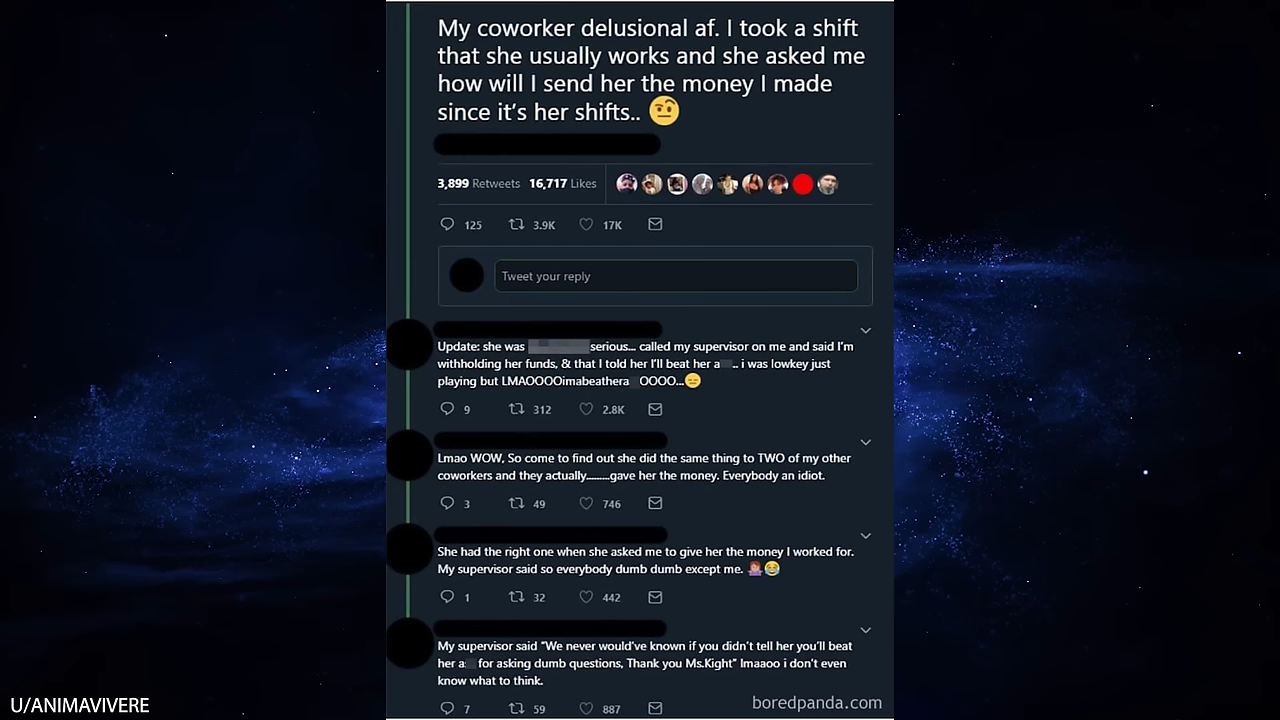 My coworker delusional af. I took a shift
that she usually works and she asked me
how will I send her the money I made
since it's her shifts.. 🤨
3,899 Retweets 16,717 Likes
125 3.9K 17K
Tweet your reply
Update: she was serious... called my supervisor on me and said I'm
withholding her funds, & that I told her I'll beat her a .. i was lowkey just
playing but LMAOOOOimabeathera OOOO...😑
9 312 2.8K
Lmao WOW, So come to find out she did the same thing to TWO of my other
coworkers and they actually.........gave her the money. Everybody an idiot.
3 49 746
She had the right one when she asked me to give her the money I worked for.
My supervisor said so everybody dumb dumb except me. 🤷🏽‍♀️😂
1 32 442
My supervisor said "We never would've known if you didn't tell her you'll beat
her a for asking dumb questions, Thank you Ms.Kight" lmaaoo i don't even
know what to think.
7 59 887
boredpanda.com
U/ANIMAVIVERE